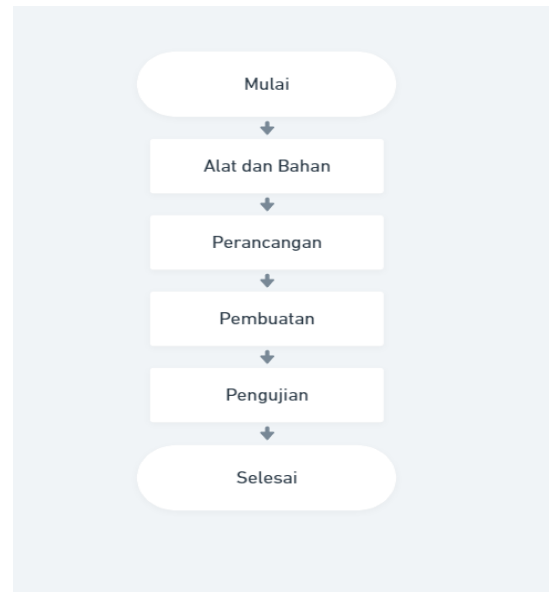 Mulai
Alat dan Bahan
Perancangan
Pembuatan
Pengujian
Selesai